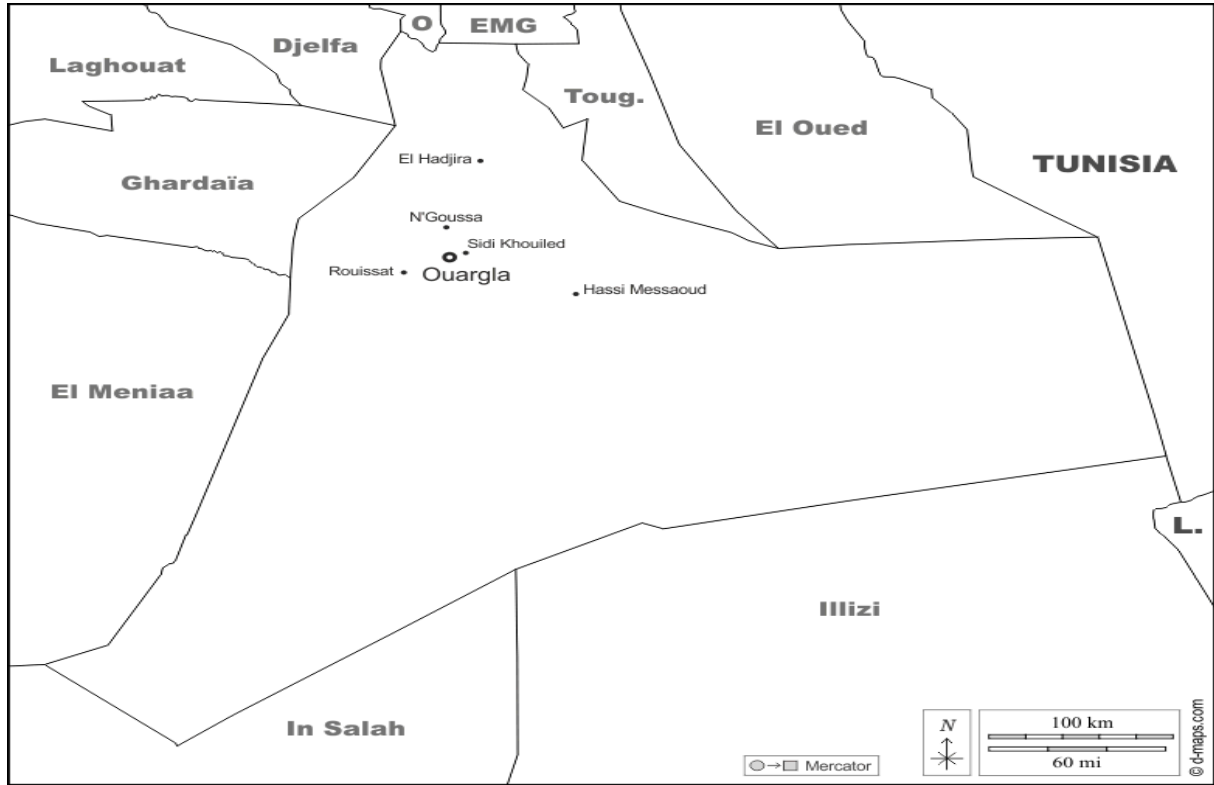 O
EMG
Djelfa
Laghouat
Toug.
El Oued
TUNISIA
El Hadjira
Ghardaïa
N'Goussa
Sidi Khouiled
Rouissat
Ouargla
Hassi Messaoud
El Meniaa
L.
Illizi
In Salah
N
100 km
60 mi
Mercator
© d-maps.com